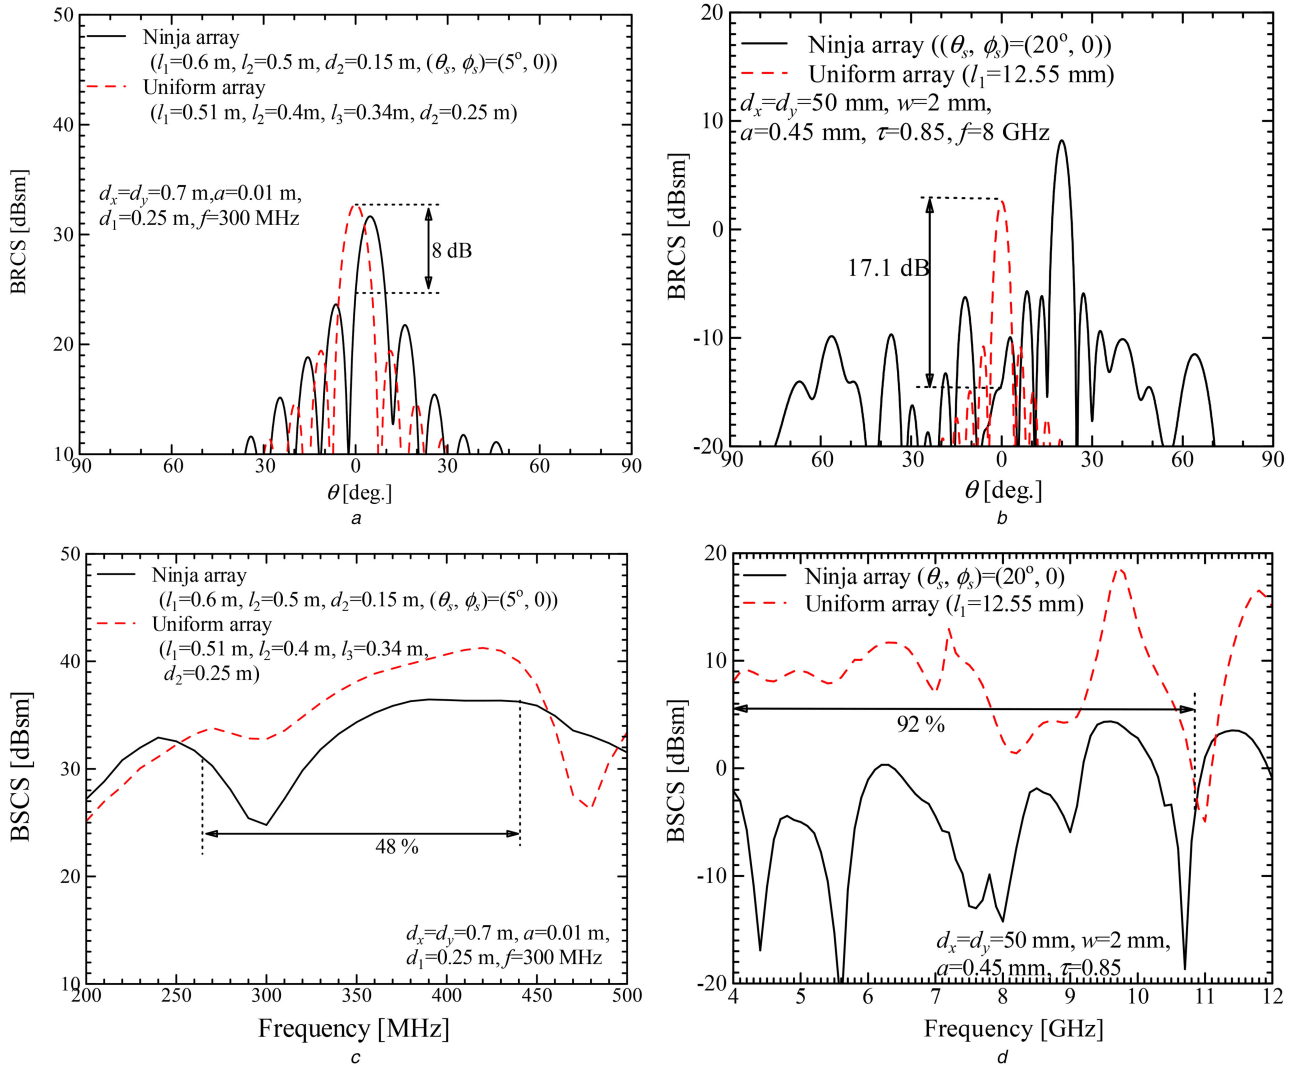 50
40
30
20
10
BRCS [dBsm]
Ninja array
(l1=0.6 m, l2=0.5 m, d2=0.15 m, (θs, ϕs)=(5o, 0))
Uniform array
(l1=0.51 m, l2=0.4m, l3=0.34m, d2=0.25 m)
dx=dy=0.7 m,a=0.01 m,
d1=0.25 m, f=300 MHz
8 dB
90 60 30 0 30 60 90
θ [deg.]
a
20
10
0
-10
-20
BRCS [dBsm]
Ninja array ((θs, ϕs)=(20o, 0))
Uniform array (l1=12.55 mm)
dx=dy=50 mm, w=2 mm,
a=0.45 mm, τ=0.85, f=8 GHz
17.1 dB
90 60 30 0 30 60 90
θ [deg.]
b
50
40
30
20
10
BSCS [dBsm]
Ninja array
(l1=0.6 m, l2=0.5 m, d2=0.15 m, (θs, ϕs)=(5o, 0))
Uniform array
(l1=0.51 m, l2=0.4 m, l3=0.34 m,
d2=0.25 m)
48 %
dx=dy=0.7 m, a=0.01 m,
d1=0.25 m, f=300 MHz
200 250 300 350 400 450 500
Frequency [MHz]
c
20
10
0
-10
-20
BSCS [dBsm]
Ninja array (θs, ϕs)=(20o, 0)
Uniform array (l1=12.55 mm)
92 %
dx=dy=50 mm, w=2 mm,
a=0.45 mm, τ=0.85
4 5 6 7 8 9 10 11 12
Frequency [GHz]
d